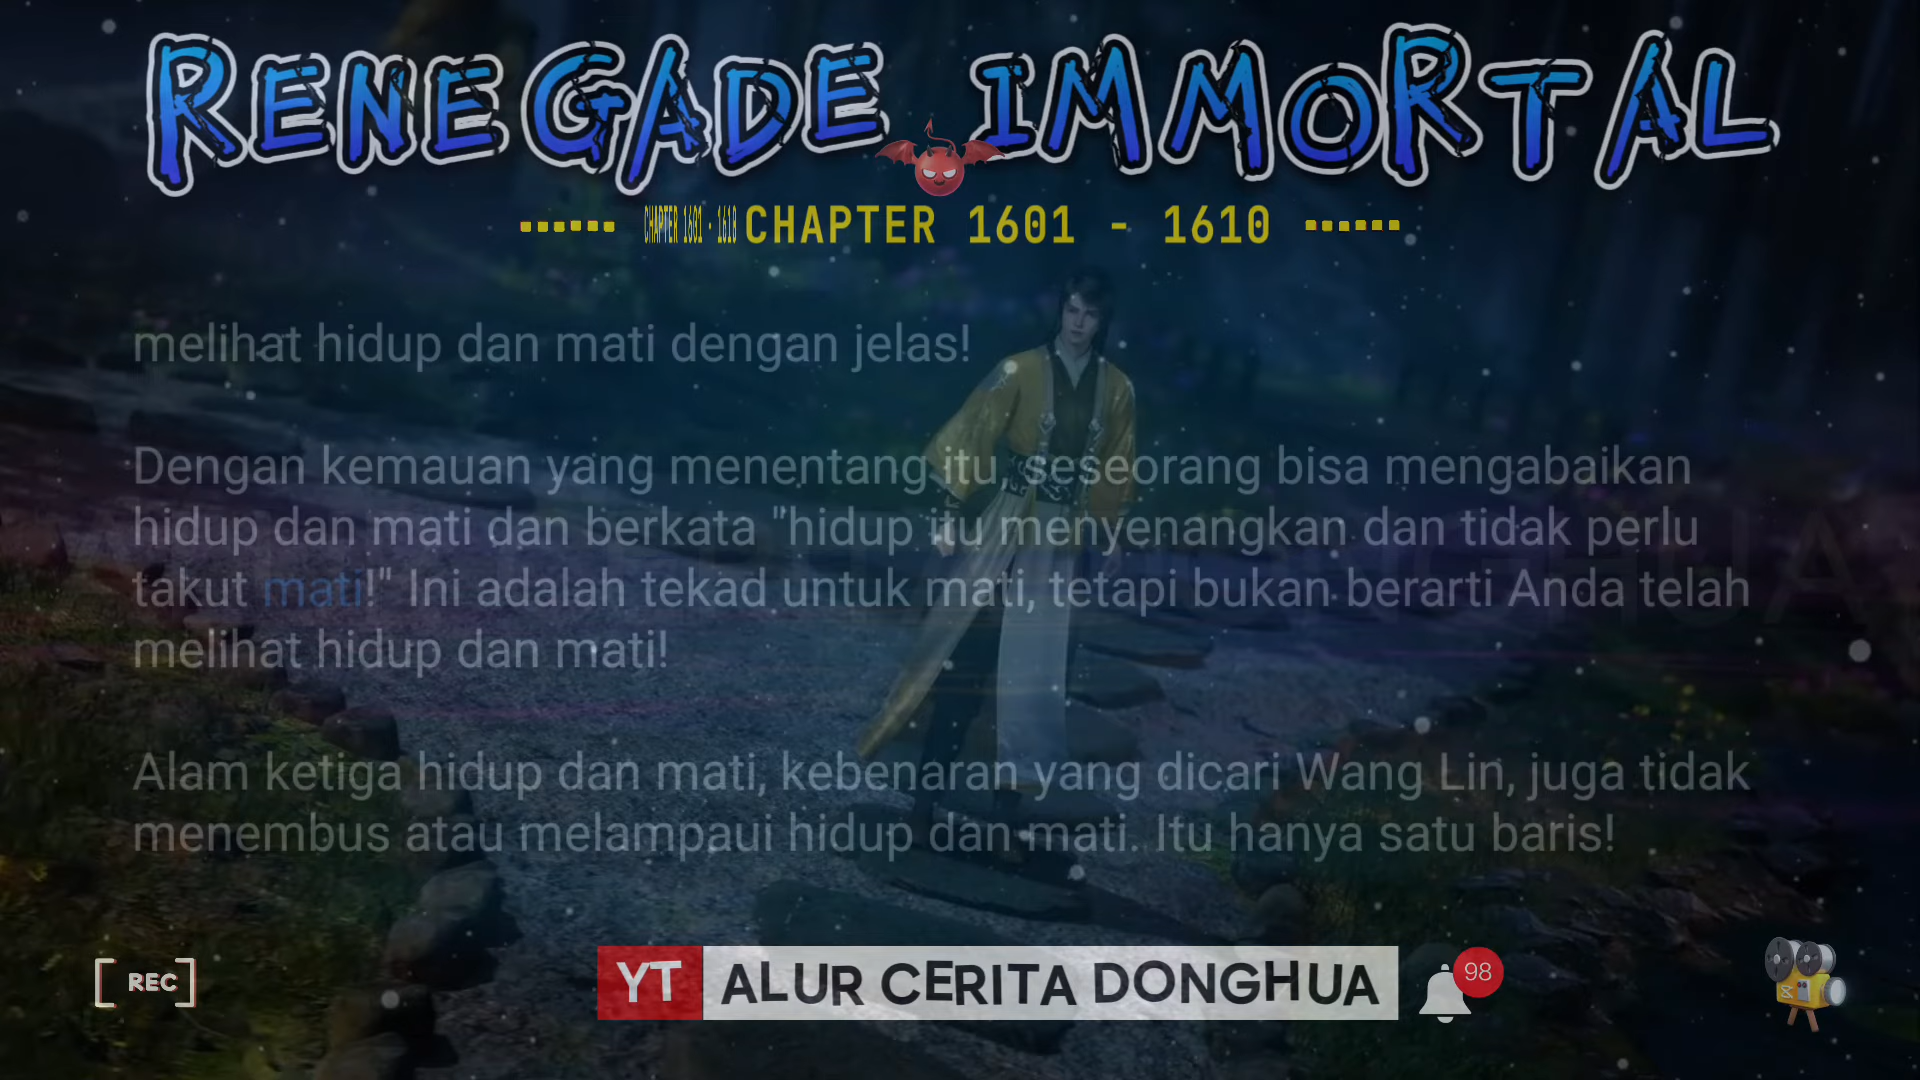 RENEGADE IMMORTAL
CHAPTER 1601 - 1618 CHAPTER 1601 - 1610
melihat hidup dan mati dengan jelas!
Dengan kemauan yang menentang itu, seseorang bisa mengabaikan
hidup dan mati dan berkata "hidup itu menyenangkan dan tidak perlu
takut mati!" Ini adalah tekad untuk mati, tetapi bukan berarti Anda telah
melihat hidup dan mati!
Alam ketiga hidup dan mati, kebenaran yang dicari Wang Lin, juga tidak
menembus atau melampaui hidup dan mati. Itu hanya satu baris!
[ REC ]
YT ALUR CERITA DONGHUA
98